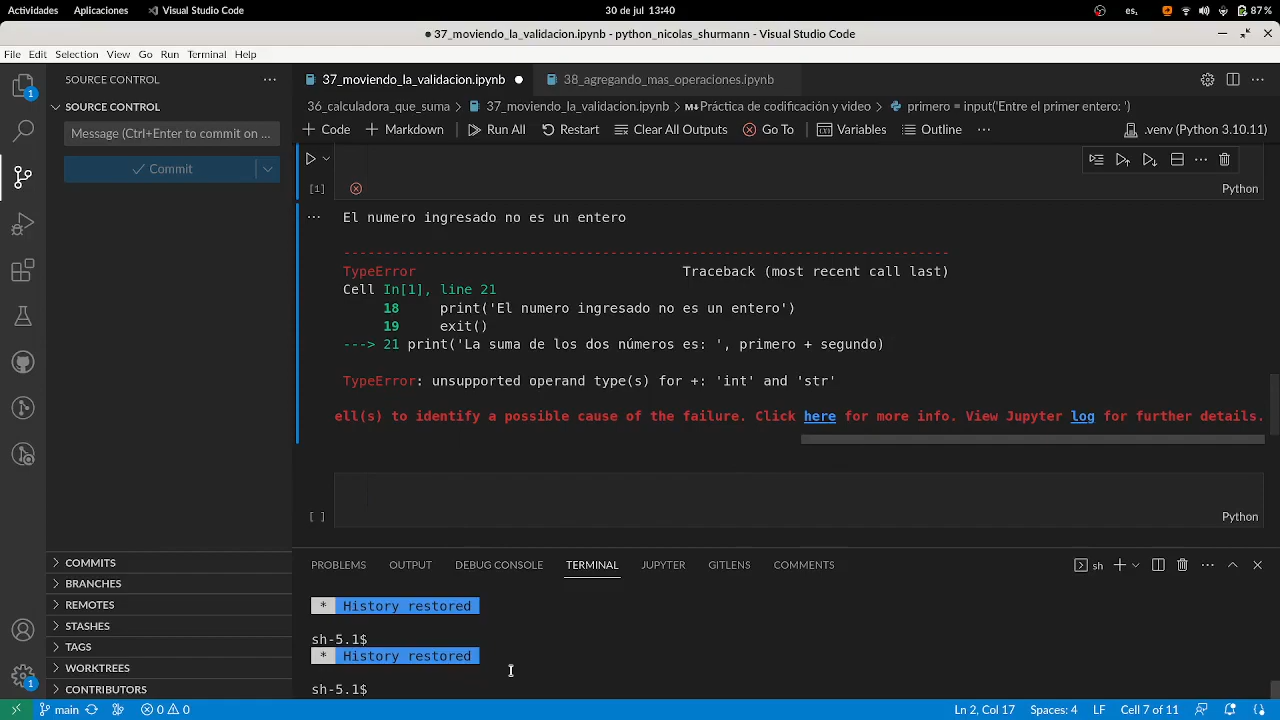 Actividades Aplicaciones Visual Studio Code 30 de jul 13:40 es, 87 %
37_moviendo_la_validacion.ipynb - python_nicolas_shurmann - Visual Studio Code
File Edit Selection View Go Run Terminal Help
SOURCE CONTROL
37_moviendo_la_validacion.ipynb 38_agregando_mas_operaciones.ipynb
SOURCE CONTROL
36_calculadora_que_suma > 37_moviendo_la_validacion.ipynb > M↓Práctica de codificación y video > primero = input('Entre el primer entero: ')
Message (Ctrl+Enter to commit on ...
Code Markdown Run All Restart Clear All Outputs Go To Variables Outline ... .venv (Python 3.10.11)
Commit
[1] Python
El numero ingresado no es un entero
---------------------------------------------------------------------------
TypeError Traceback (most recent call last)
Cell In[1], line 21
18 print('El numero ingresado no es un entero')
19 exit()
---> 21 print('La suma de los dos números es: ', primero + segundo)
TypeError: unsupported operand type(s) for +: 'int' and 'str'
ell(s) to identify a possible cause of the failure. Click here for more info. View Jupyter log for further details.
[ ] Python
COMMITS
BRANCHES
REMOTES
STASHES
TAGS
WORKTREES
CONTRIBUTORS
PROBLEMS OUTPUT DEBUG CONSOLE TERMINAL JUPYTER GITLENS COMMENTS sh
* History restored
sh-5.1$
* History restored
sh-5.1$
1
1
main 0 0 Ln 2, Col 17 Spaces: 4 LF Cell 7 of 11